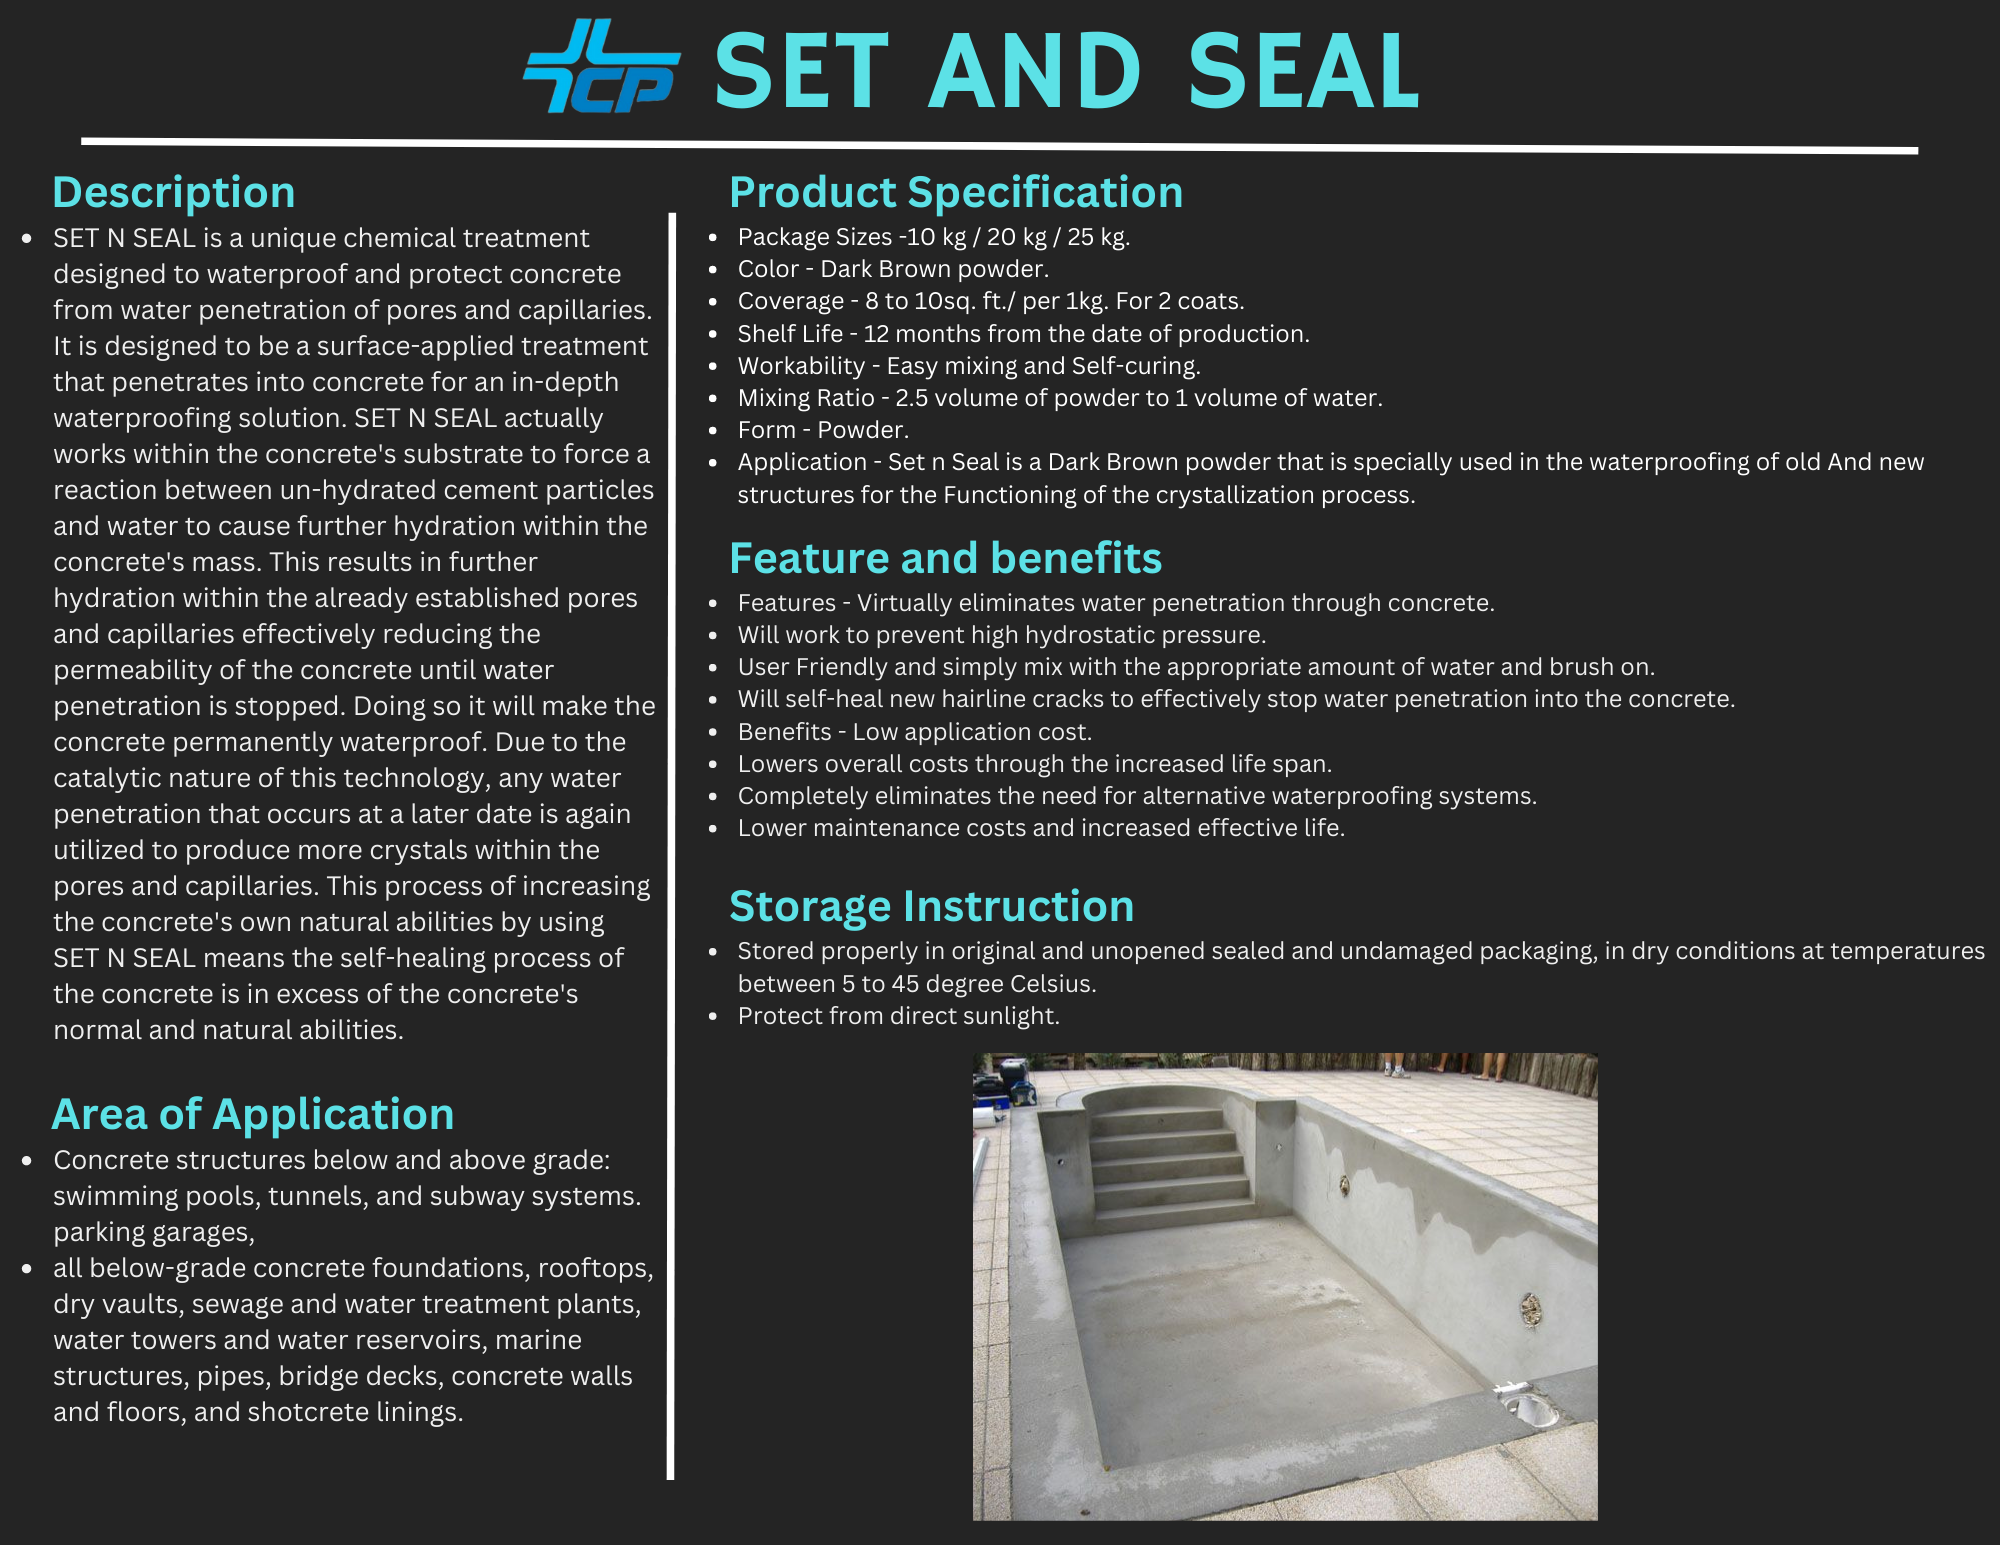 TCP SET AND SEAL
Description
• SET N SEAL is a unique chemical treatment
designed to waterproof and protect concrete
from water penetration of pores and capillaries.
It is designed to be a surface-applied treatment
that penetrates into concrete for an in-depth
waterproofing solution. SET N SEAL actually
works within the concrete's substrate to force a
reaction between un-hydrated cement particles
and water to cause further hydration within the
concrete's mass. This results in further
hydration within the already established pores
and capillaries effectively reducing the
permeability of the concrete until water
penetration is stopped. Doing so it will make the
concrete permanently waterproof. Due to the
catalytic nature of this technology, any water
penetration that occurs at a later date is again
utilized to produce more crystals within the
pores and capillaries. This process of increasing
the concrete's own natural abilities by using
SET N SEAL means the self-healing process of
the concrete is in excess of the concrete's
normal and natural abilities.
Area of Application
• Concrete structures below and above grade:
swimming pools, tunnels, and subway systems.
parking garages,
• all below-grade concrete foundations, rooftops,
dry vaults, sewage and water treatment plants,
water towers and water reservoirs, marine
structures, pipes, bridge decks, concrete walls
and floors, and shotcrete linings.
Product Specification
• Package Sizes -10 kg / 20 kg / 25 kg.
• Color - Dark Brown powder.
• Coverage - 8 to 10sq. ft./ per 1kg. For 2 coats.
• Shelf Life - 12 months from the date of production.
• Workability - Easy mixing and Self-curing.
• Mixing Ratio - 2.5 volume of powder to 1 volume of water.
• Form - Powder.
• Application - Set n Seal is a Dark Brown powder that is specially used in the waterproofing of old And new
structures for the Functioning of the crystallization process.
Feature and benefits
• Features - Virtually eliminates water penetration through concrete.
• Will work to prevent high hydrostatic pressure.
• User Friendly and simply mix with the appropriate amount of water and brush on.
• Will self-heal new hairline cracks to effectively stop water penetration into the concrete.
• Benefits - Low application cost.
• Lowers overall costs through the increased life span.
• Completely eliminates the need for alternative waterproofing systems.
• Lower maintenance costs and increased effective life.
Storage Instruction
• Stored properly in original and unopened sealed and undamaged packaging, in dry conditions at temperatures
between 5 to 45 degree Celsius.
• Protect from direct sunlight.